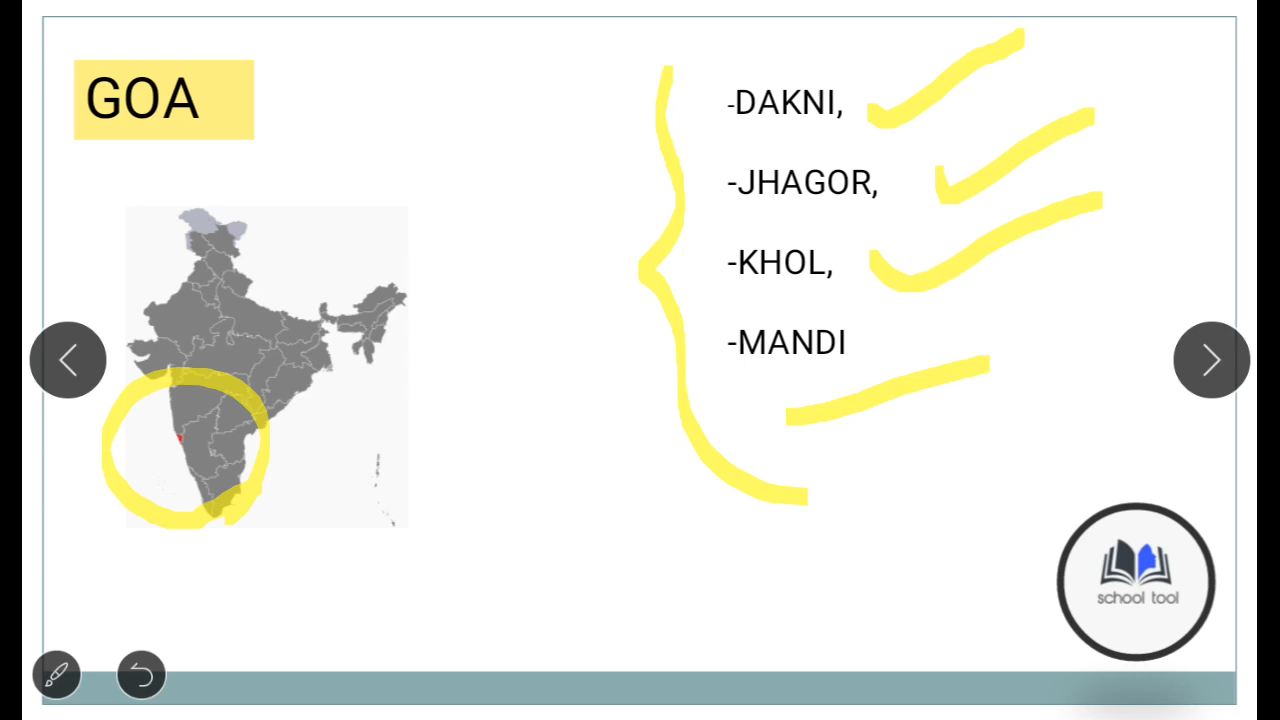 GOA
-DAKNI,
-JHAGOR,
-KHOL,
-MANDI
school tool